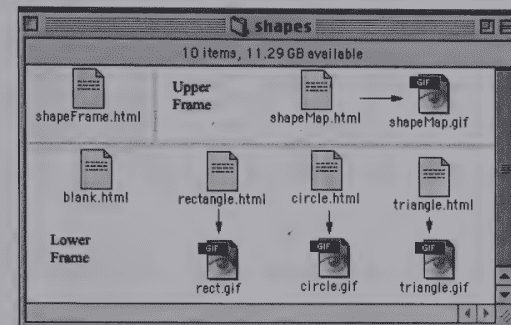 shapes
10 items, 11.29 GB available
GIF
Upper
Frame
shapeFrame.html
shapeMap.html
shapeMap.gif
blank.html
rectangle.html
circle.html
triangle.html
Lower
Frame
GIF
GIF
GIF
rect.gif
circle.gif
triangle.gif